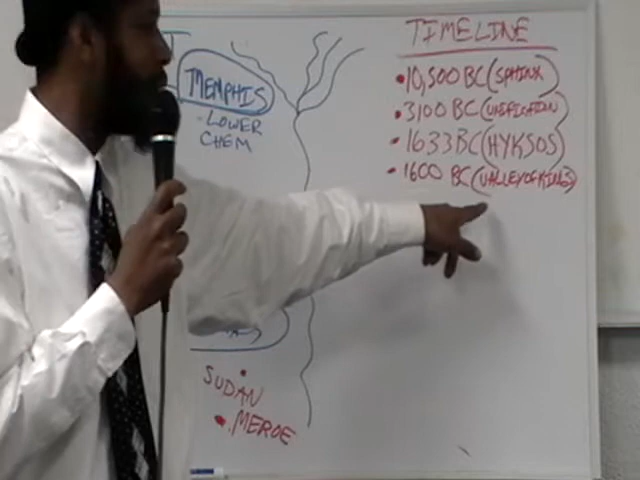 TIMELINE
10,500 BC (SPHINX)
3100 BC (UNIFICATION)
1633 BC (HYKSOS)
1600 BC (VALLEY OF KINGS)
MEMPHIS
- LOWER
CHEM
SUDAN
MEROE